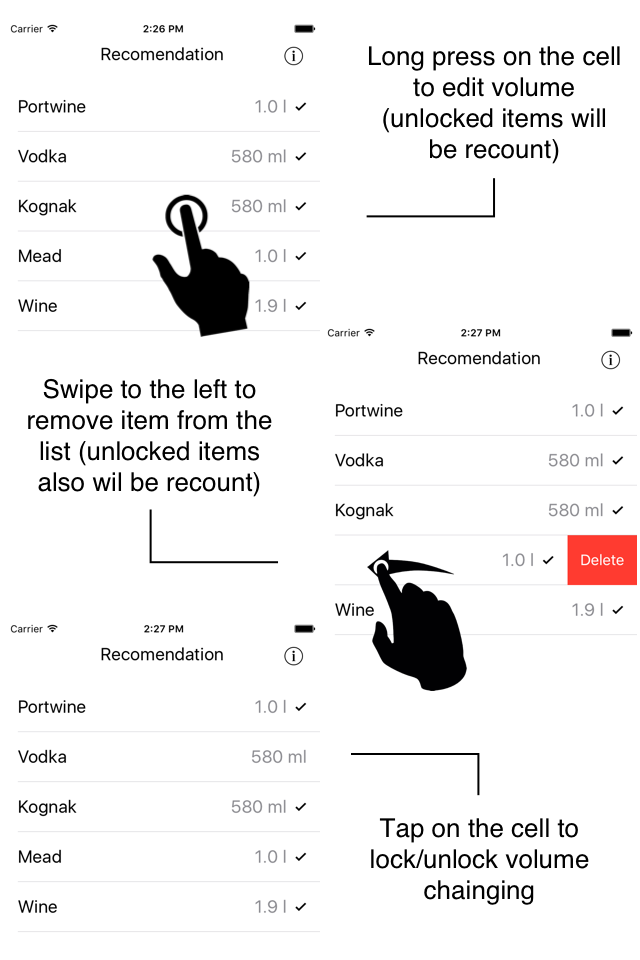 Carrier 2:26 PM
Recomendation
Portwine 1.0 l
Vodka 580 ml
Kognak 580 ml
Mead 1.0 l
Wine 1.9 l
Long press on the cell
to edit volume
(unlocked items will
be recount)
Carrier 2:27 PM
Recomendation
Portwine 1.0 l
Vodka 580 ml
Kognak 580 ml
1.0 l Delete
Wine 1.9 l
Swipe to the left to
remove item from the
list (unlocked items
also wil be recount)
Carrier 2:27 PM
Recomendation
Portwine 1.0 l
Vodka 580 ml
Kognak 580 ml
Mead 1.0 l
Wine 1.9 l
Tap on the cell to
lock/unlock volume
chainging